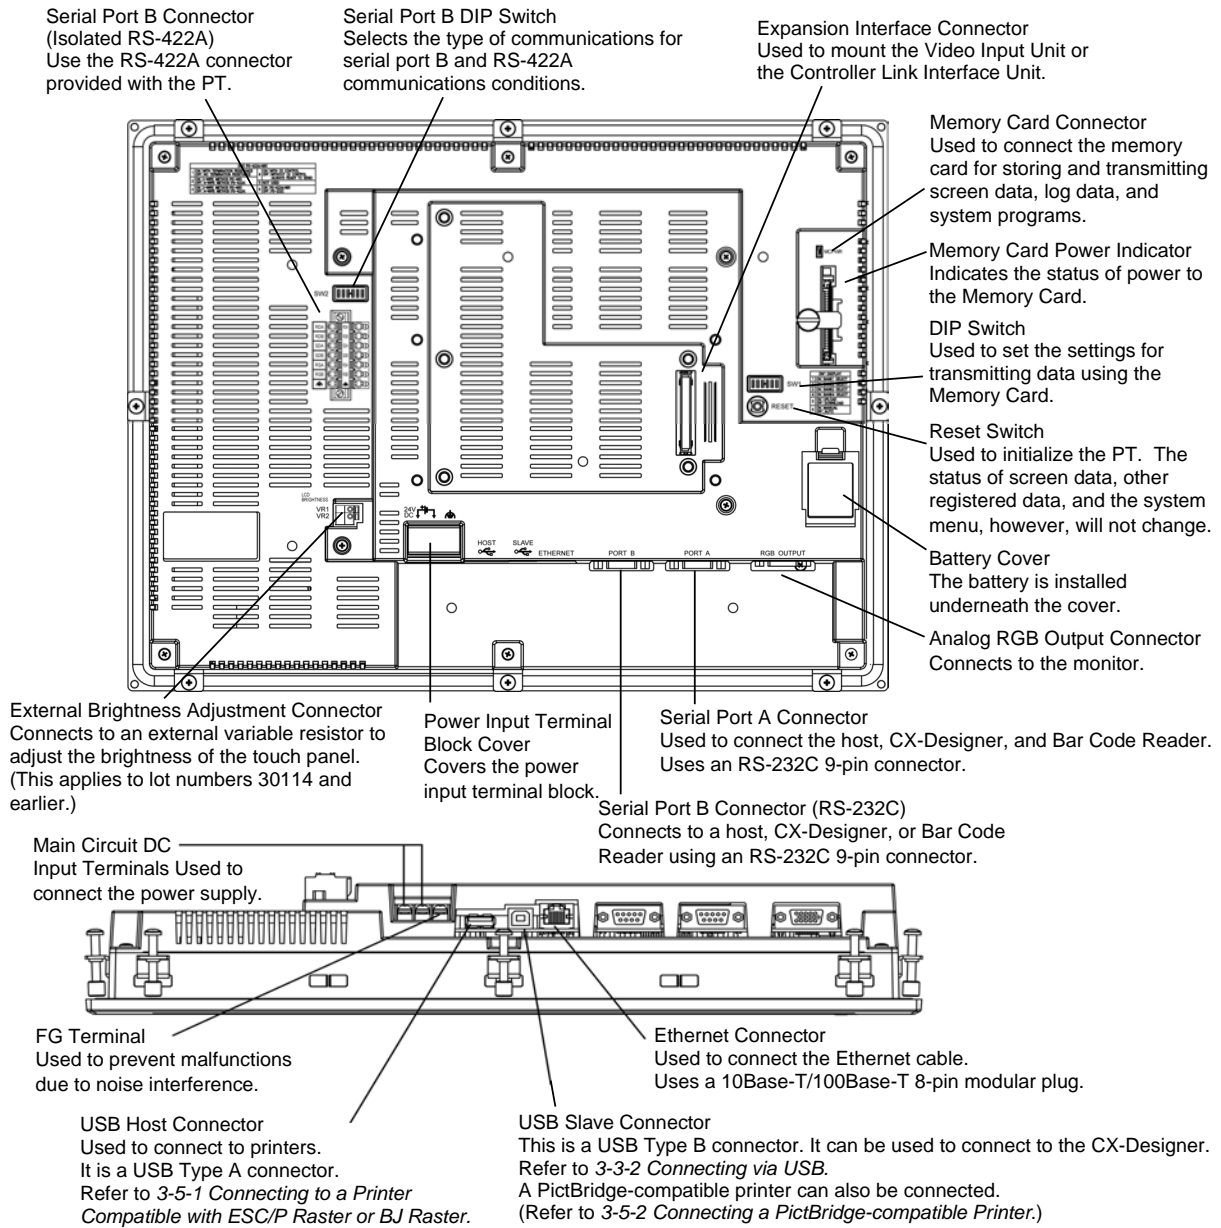 Serial Port B Connector
(Isolated RS-422A)
Use the RS-422A connector
provided with the PT.
Serial Port B DIP Switch
Selects the type of communications for
serial port B and RS-422A
communications conditions.
Expansion Interface Connector
Used to mount the Video Input Unit or
the Controller Link Interface Unit.
Memory Card Connector
Used to connect the memory
card for storing and transmitting
screen data, log data, and
system programs.
Memory Card Power Indicator
Indicates the status of power to
the Memory Card.
DIP Switch
Used to set the settings for
transmitting data using the
Memory Card.
Reset Switch
Used to initialize the PT. The
status of screen data, other
registered data, and the system
menu, however, will not change.
Battery Cover
The battery is installed
underneath the cover.
Analog RGB Output Connector
Connects to the monitor.
SW2
SW1
RESET
LCD
BRIGHTNESS
VR1
VR2
24V
DC
HOST
SLAVE
ETHERNET
PORT B
PORT A
RGB OUTPUT
External Brightness Adjustment Connector
Connects to an external variable resistor to
adjust the brightness of the touch panel.
(This applies to lot numbers 30114 and
earlier.)
Power Input Terminal
Block Cover
Covers the power
input terminal block.
Serial Port A Connector
Used to connect the host, CX-Designer, and Bar Code Reader.
Uses an RS-232C 9-pin connector.
Serial Port B Connector (RS-232C)
Connects to a host, CX-Designer, or Bar Code
Reader using an RS-232C 9-pin connector.
Main Circuit DC
Input Terminals Used to
connect the power supply.
FG Terminal
Used to prevent malfunctions
due to noise interference.
Ethernet Connector
Used to connect the Ethernet cable.
Uses a 10Base-T/100Base-T 8-pin modular plug.
USB Host Connector
Used to connect to printers.
It is a USB Type A connector.
Refer to 3-5-1 Connecting to a Printer
Compatible with ESC/P Raster or BJ Raster.
USB Slave Connector
This is a USB Type B connector. It can be used to connect to the CX-Designer.
Refer to 3-3-2 Connecting via USB.
A PictBridge-compatible printer can also be connected.
(Refer to 3-5-2 Connecting a PictBridge-compatible Printer.)